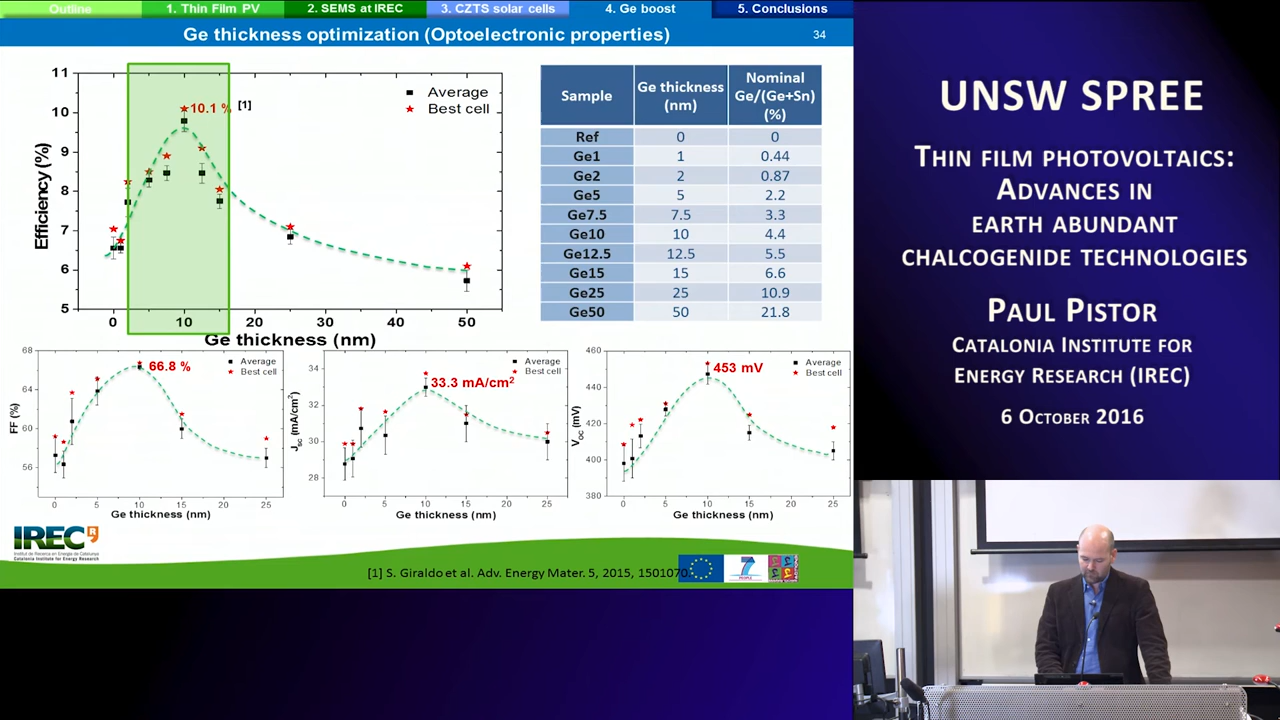 Outline
1. Thin Film PV
2. SEMS at IREC
3. CZTS solar cells
4. Ge boost
5. Conclusions
Ge thickness optimization (Optoelectronic properties)
34
11
10
9
8
7
6
5
Efficiency (%)
Average
Best cell
10.1 %
[1]
0
10
20
30
40
50
Ge thickness (nm)
Sample Ge thickness (nm) Nominal Ge/(Ge+Sn) (%)
Ref 0 0
Ge1 1 0.44
Ge2 2 0.87
Ge5 5 2.2
Ge7.5 7.5 3.3
Ge10 10 4.4
Ge12.5 12.5 5.5
Ge15 15 6.6
Ge25 25 10.9
Ge50 50 21.8
68
64
60
56
FF (%)
Average
Best cell
66.8 %
0 5 10 15 20 25
Ge thickness (nm)
34
32
30
28
Jsc (mA/cm²)
Average
Best cell
33.3 mA/cm²
0 5 10 15 20 25
Ge thickness (nm)
460
440
420
400
380
VOC (mV)
Average
Best cell
453 mV
0 5 10 15 20 25
Ge thickness (nm)
IREC
R
Institut de Recerca en Energia de Catalunya
Catalonia Institute for Energy Research
[1] S. Giraldo et al. Adv. Energy Mater. 5, 2015, 150107
7
PEOPLE
UNSW SPREE
THIN FILM PHOTOVOLTAICS:
ADVANCES IN
EARTH ABUNDANT
CHALCOGENIDE TECHNOLOGIES
PAUL PISTOR
CATALONIA INSTITUTE FOR
ENERGY RESEARCH (IREC)
6 OCTOBER 2016